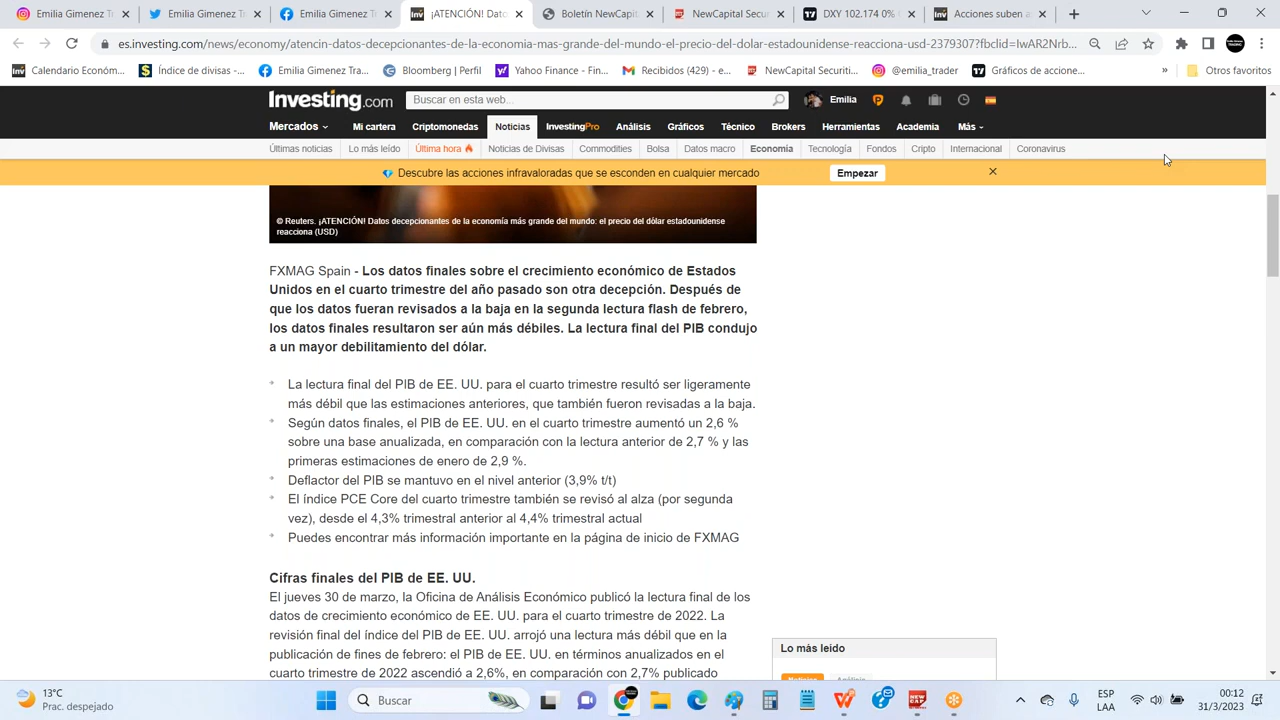 Emilia Gimenez T
Emilia Gimenez T
Emilia Gimenez T
¡ATENCIÓN! Dato
Boletín NewCapit
NewCapital Secur
DXY 102.174 0%
Acciones suben a
es.investing.com/news/economy/atencin-datos-decepcionantes-de-la-economia-mas-grande-del-mundo-el-precio-del-dolar-estadounidense-reacciona-usd-2379307?fbclid=IwAR2Nrb...
Calendario Económ...
Índice de divisas -...
Emilia Gimenez Tra...
Bloomberg | Perfil
Yahoo Finance - Fin...
Recibidos (429) - e...
NewCapital Securiti...
@emilia_trader
Gráficos de accione...
»
Otros favoritos
Investing.com
Buscar en esta web...
Emilia
Mercados
Mi cartera
Criptomonedas
Noticias
InvestingPro
Análisis
Gráficos
Técnico
Brokers
Herramientas
Academia
Más
Últimas noticias
Lo más leído
Última hora
Noticias de Divisas
Commodities
Bolsa
Datos macro
Economía
Tecnología
Fondos
Cripto
Internacional
Coronavirus
Descubre las acciones infravaloradas que se esconden en cualquier mercado
Empezar
© Reuters. ¡ATENCIÓN! Datos decepcionantes de la economía más grande del mundo: el precio del dólar estadounidense
reacciona (USD)
FXMAG Spain - Los datos finales sobre el crecimiento económico de Estados
Unidos en el cuarto trimestre del año pasado son otra decepción. Después de
que los datos fueran revisados a la baja en la segunda lectura flash de febrero,
los datos finales resultaron ser aún más débiles. La lectura final del PIB condujo
a un mayor debilitamiento del dólar.
La lectura final del PIB de EE. UU. para el cuarto trimestre resultó ser ligeramente
más débil que las estimaciones anteriores, que también fueron revisadas a la baja.
Según datos finales, el PIB de EE. UU. en el cuarto trimestre aumentó un 2,6 %
sobre una base anualizada, en comparación con la lectura anterior de 2,7 % y las
primeras estimaciones de enero de 2,9 %.
Deflactor del PIB se mantuvo en el nivel anterior (3,9% t/t)
El índice PCE Core del cuarto trimestre también se revisó al alza (por segunda
vez), desde el 4,3% trimestral anterior al 4,4% trimestral actual
Puedes encontrar más información importante en la página de inicio de FXMAG
Cifras finales del PIB de EE. UU.
El jueves 30 de marzo, la Oficina de Análisis Económico publicó la lectura final de los
datos de crecimiento económico de EE. UU. para el cuarto trimestre de 2022. La
revisión final del índice del PIB de EE. UU. arrojó una lectura más débil que en la
publicación de fines de febrero: el PIB de EE. UU. en términos anualizados en el
cuarto trimestre de 2022 ascendió a 2,6%, en comparación con 2,7% publicado
Lo más leído
Noticias
Análisis
13°C
Prac. despejado
Buscar
ESP
LAA
00:12
31/3/2023